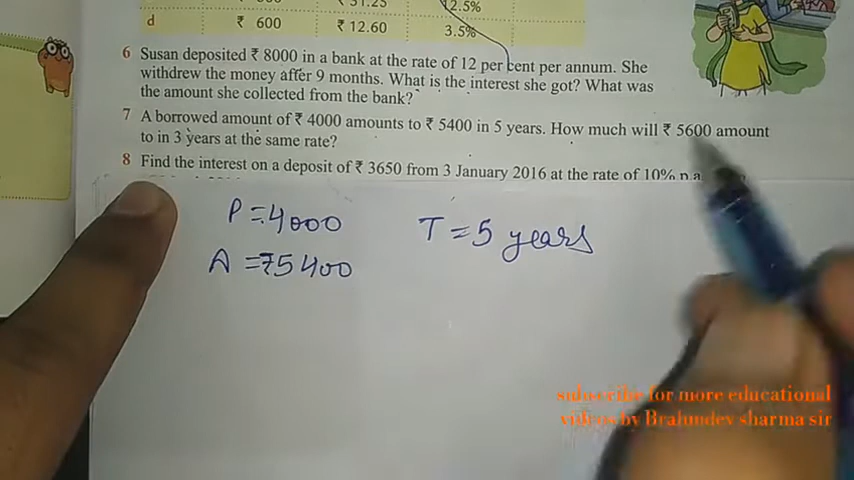 ₹ 31.25
12.5%
d ₹ 600 ₹ 12.60 3.5%
6 Susan deposited ₹ 8000 in a bank at the rate of 12 per cent per annum. She
withdrew the money after 9 months. What is the interest she got? What was
the amount she collected from the bank?
7 A borrowed amount of ₹ 4000 amounts to ₹ 5400 in 5 years. How much will ₹ 5600 amount
to in 3 years at the same rate?
8 Find the interest on a deposit of ₹ 3650 from 3 January 2016 at the rate of 10%
P = 4000 T = 5 years
A = ₹5400
subscribe for more educational
videos by Brahmdev sharma sir